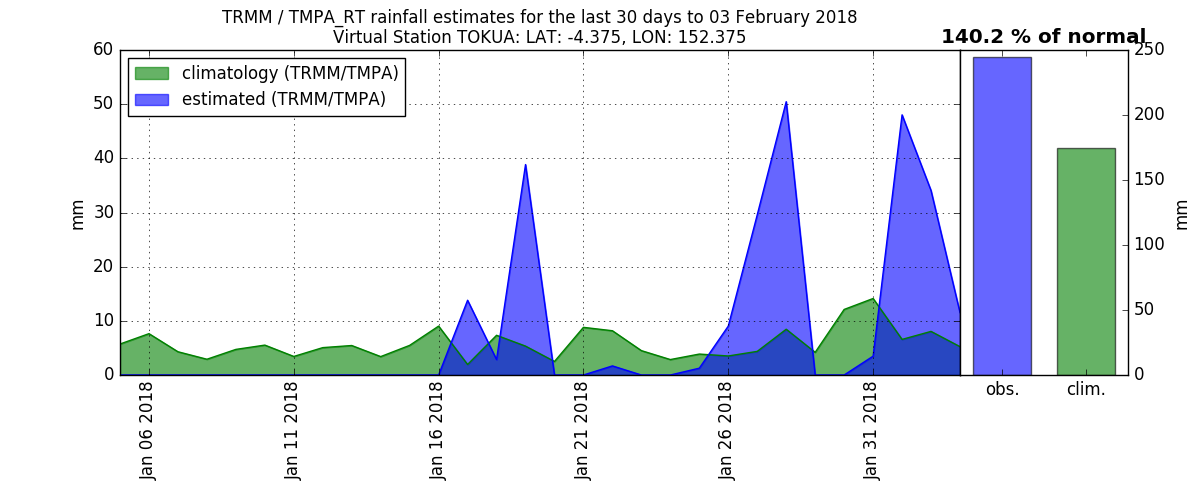 TRMM / TMPA_RT rainfall estimates for the last 30 days to 03 February 2018
Virtual Station TOKUA: LAT: -4.375, LON: 152.375
140.2 % of normal
climatology (TRMM/TMPA)
estimated (TRMM/TMPA)
60
50
40
30
20
10
0
mm
Jan 06 2018
Jan 11 2018
Jan 16 2018
Jan 21 2018
Jan 26 2018
Jan 31 2018
250
200
150
100
50
0
mm
obs.
clim.